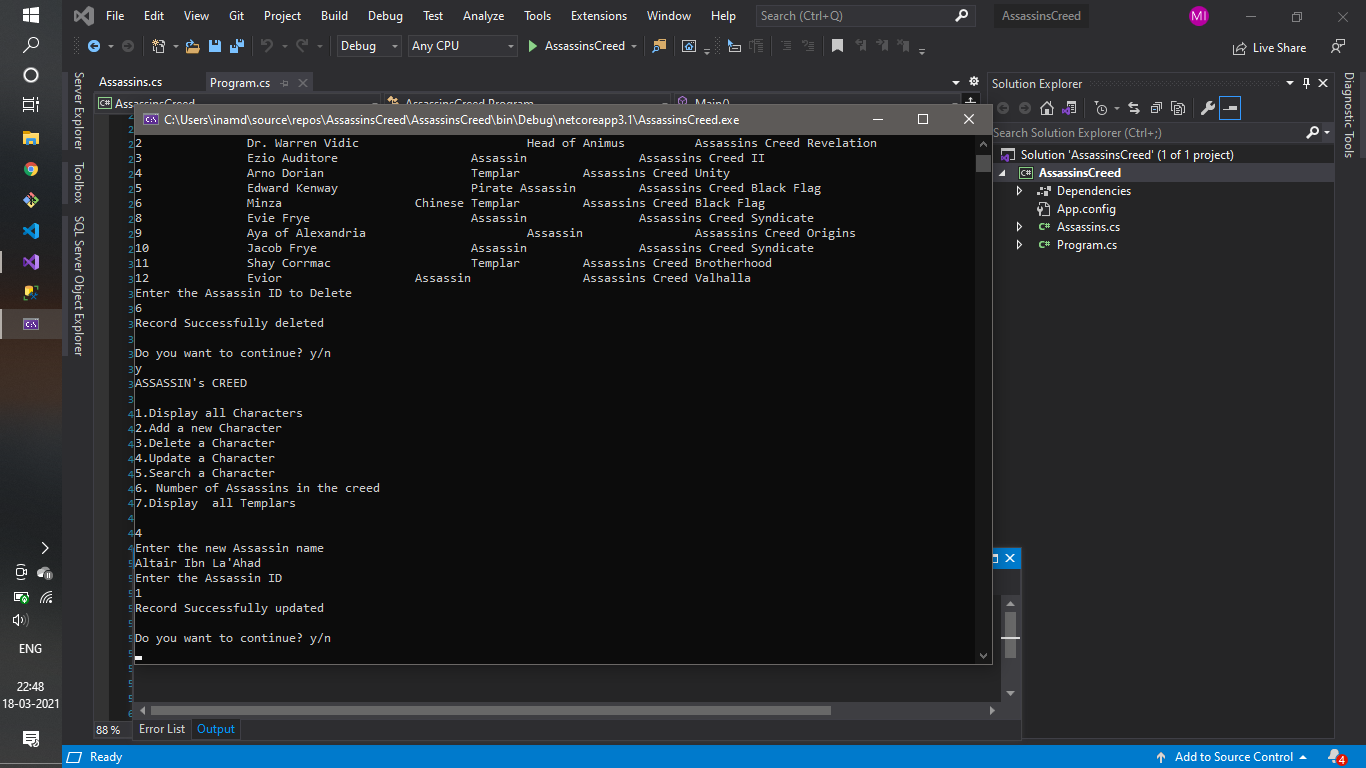 File Edit View Git Project Build Debug Test Analyze Tools Extensions Window Help Search (Ctrl+Q) AssassinsCreed MI
Debug Any CPU AssassinsCreed Live Share
Server Explorer
Toolbox
SQL Server Object Explorer
Assassins.cs Program.cs
AssassinsCreed AssassinsCreed.Program Main()
C:\Users\inamd\source\repos\AssassinsCreed\AssassinsCreed\bin\Debug\netcoreapp3.1\AssassinsCreed.exe
2 Dr. Warren Vidic Head of Animus Assassins Creed Revelation
3 Ezio Auditore Assassin Assassins Creed II
4 Arno Dorian Templar Assassins Creed Unity
5 Edward Kenway Pirate Assassin Assassins Creed Black Flag
6 Minza Chinese Templar Assassins Creed Black Flag
8 Evie Frye Assassin Assassins Creed Syndicate
9 Aya of Alexandria Assassin Assassins Creed Origins
10 Jacob Frye Assassin Assassins Creed Syndicate
11 Shay Corrmac Templar Assassins Creed Brotherhood
12 Evior Assassin Assassins Creed Valhalla
Enter the Assassin ID to Delete
6
Record Successfully deleted
Do you want to continue? y/n
y
ASSASSIN's CREED
1.Display all Characters
2.Add a new Character
3.Delete a Character
4.Update a Character
5.Search a Character
6. Number of Assassins in the creed
7.Display  all Templars
4
Enter the new Assassin name
Altair Ibn La'Ahad
Enter the Assassin ID
1
Record Successfully updated
Do you want to continue? y/n
Solution Explorer
Search Solution Explorer (Ctrl+;)
Solution 'AssassinsCreed' (1 of 1 project)
C# AssassinsCreed
Dependencies
App.config
C# Assassins.cs
C# Program.cs
Diagnostic Tools
88 % Error List Output
Ready Add to Source Control 4
ENG
22:48
18-03-2021